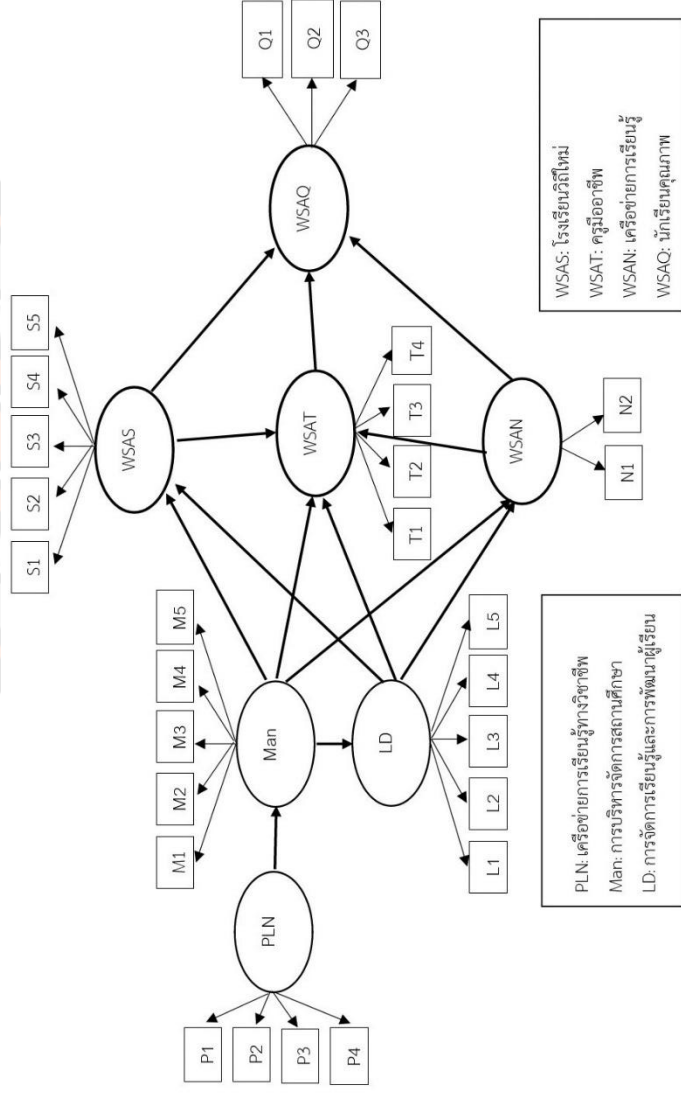 P1
P2
P3
P4
PLN
M1
M2
M3
M4
M5
Man
LD
L1
L2
L3
L4
L5
S1
S2
S3
S4
S5
WSAS
WSAT
T1
T2
T3
T4
WSAN
N1
N2
WSAQ
Q1
Q2
Q3
PLN: เครือข่ายการเรียนรู้ทางวิชาชีพ
Man: การบริหารจัดการสถานศึกษา
LD: การจัดการเรียนรู้และการพัฒนาผู้เรียน
WSAS: โรงเรียนวิถีใหม่
WSAT: ครูมืออาชีพ
WSAN: เครือข่ายการเรียนรู้
WSAQ: นักเรียนคุณภาพ